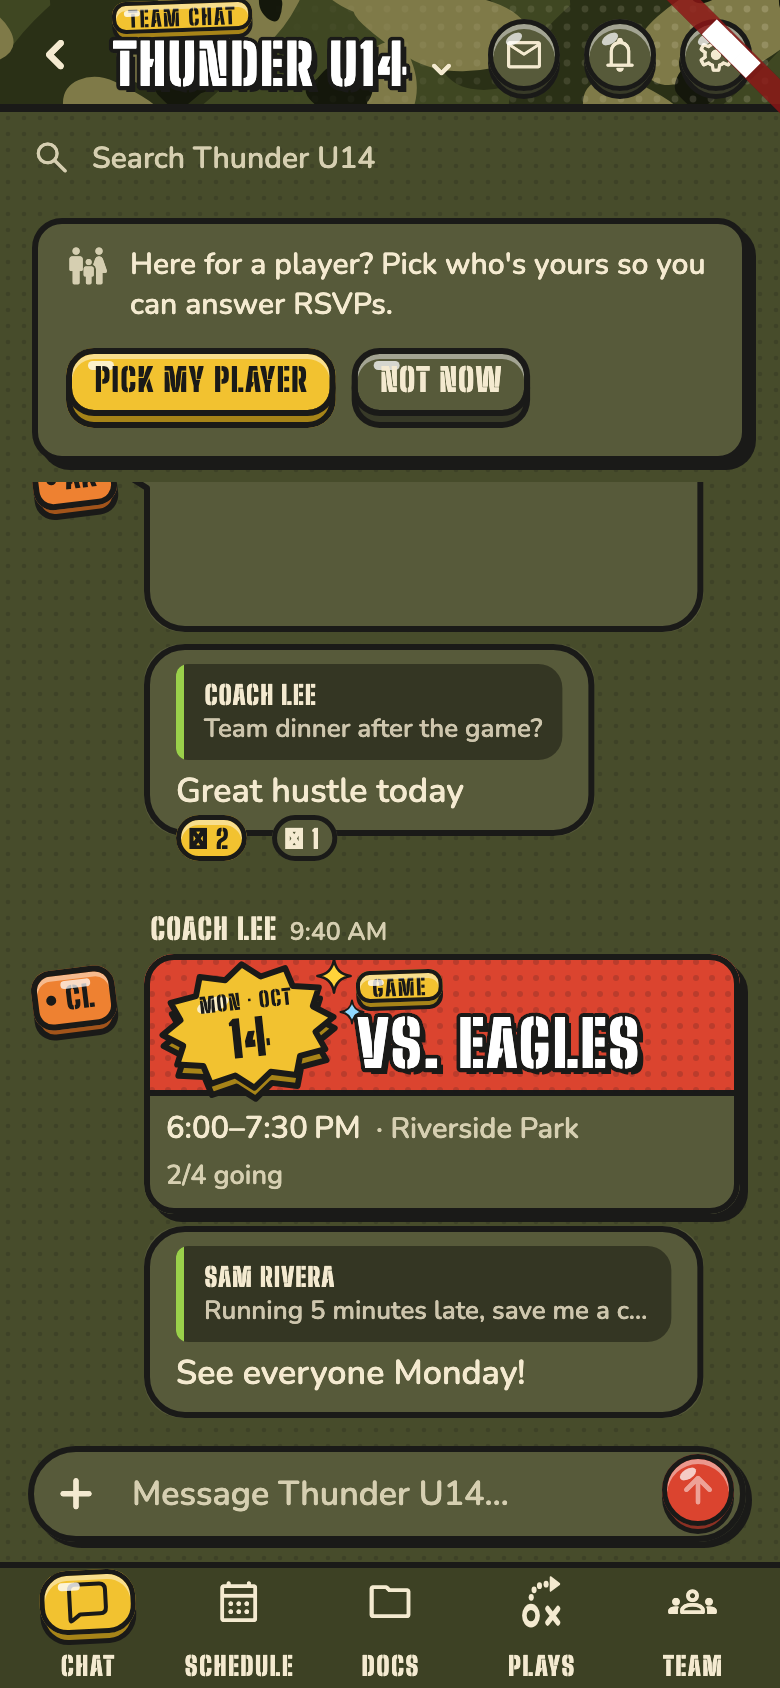 TEAM CHAT
THUNDER U14
Search Thunder U14
Here for a player? Pick who's yours so you
can answer RSVPs.
PICK MY PLAYER
NOT NOW
COACH LEE
Team dinner after the game?
Great hustle today
2
1
COACH LEE 9:40 AM
CL
MON · OCT
14
GAME
VS. EAGLES
6:00–7:30 PM · Riverside Park
2/4 going
SAM RIVERA
Running 5 minutes late, save me a c...
See everyone Monday!
Message Thunder U14...
CHAT
SCHEDULE
DOCS
PLAYS
TEAM